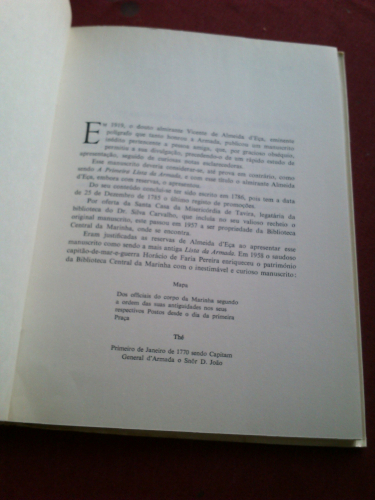 Em 1916, o douto almirante Vicente de Almeida d'Eça, eminente
polígrafo que tanto honrou a Armada, publicou um manuscrito
inédito pertencente a pessoa amiga, que, por gracioso obséquio,
permitiu a sua divulgação, precedendo-o de um rápido estudo de
apresentação, seguido de curiosas notas esclarecedoras.
Esse manuscrito deveria considerar-se, até prova em contrário, como
sendo A Primeira Lista da Armada, e com esse título o almirante Almeida
d'Eça, embora com reservas, o apresentou.
Do seu conteúdo conclui-se ter sido escrito em 1786, pois tem a data
de 25 de Dezembro de 1785 o último registo de promoções.
Por oferta da Santa Casa da Misericórdia de Tavira, legatária da
biblioteca do Dr. Silva Carvalho, que incluía no seu valioso recheio o
original manuscrito, este passou em 1957 a ser propriedade da Biblioteca
Central da Marinha, onde se encontra.
Eram justificadas as reservas de Almeida d'Eça ao apresentar esse
manuscrito como sendo a mais antiga Lista da Armada. Em 1958 o saudoso
capitão-de-mar-e-guerra Horácio de Faria Pereira enriqueceu o património
da Biblioteca Central da Marinha com o inestimável e curioso manuscrito:
Mapa
Dos officiais do corpo da Marinha segundo
a ordem das suas antiguidades nos seus
respectivos Postos desde o dia da primeira
Praça
Thé
Primeiro de Janeiro de 1770 sendo Capitam
General d'Armada o Snõr D. João